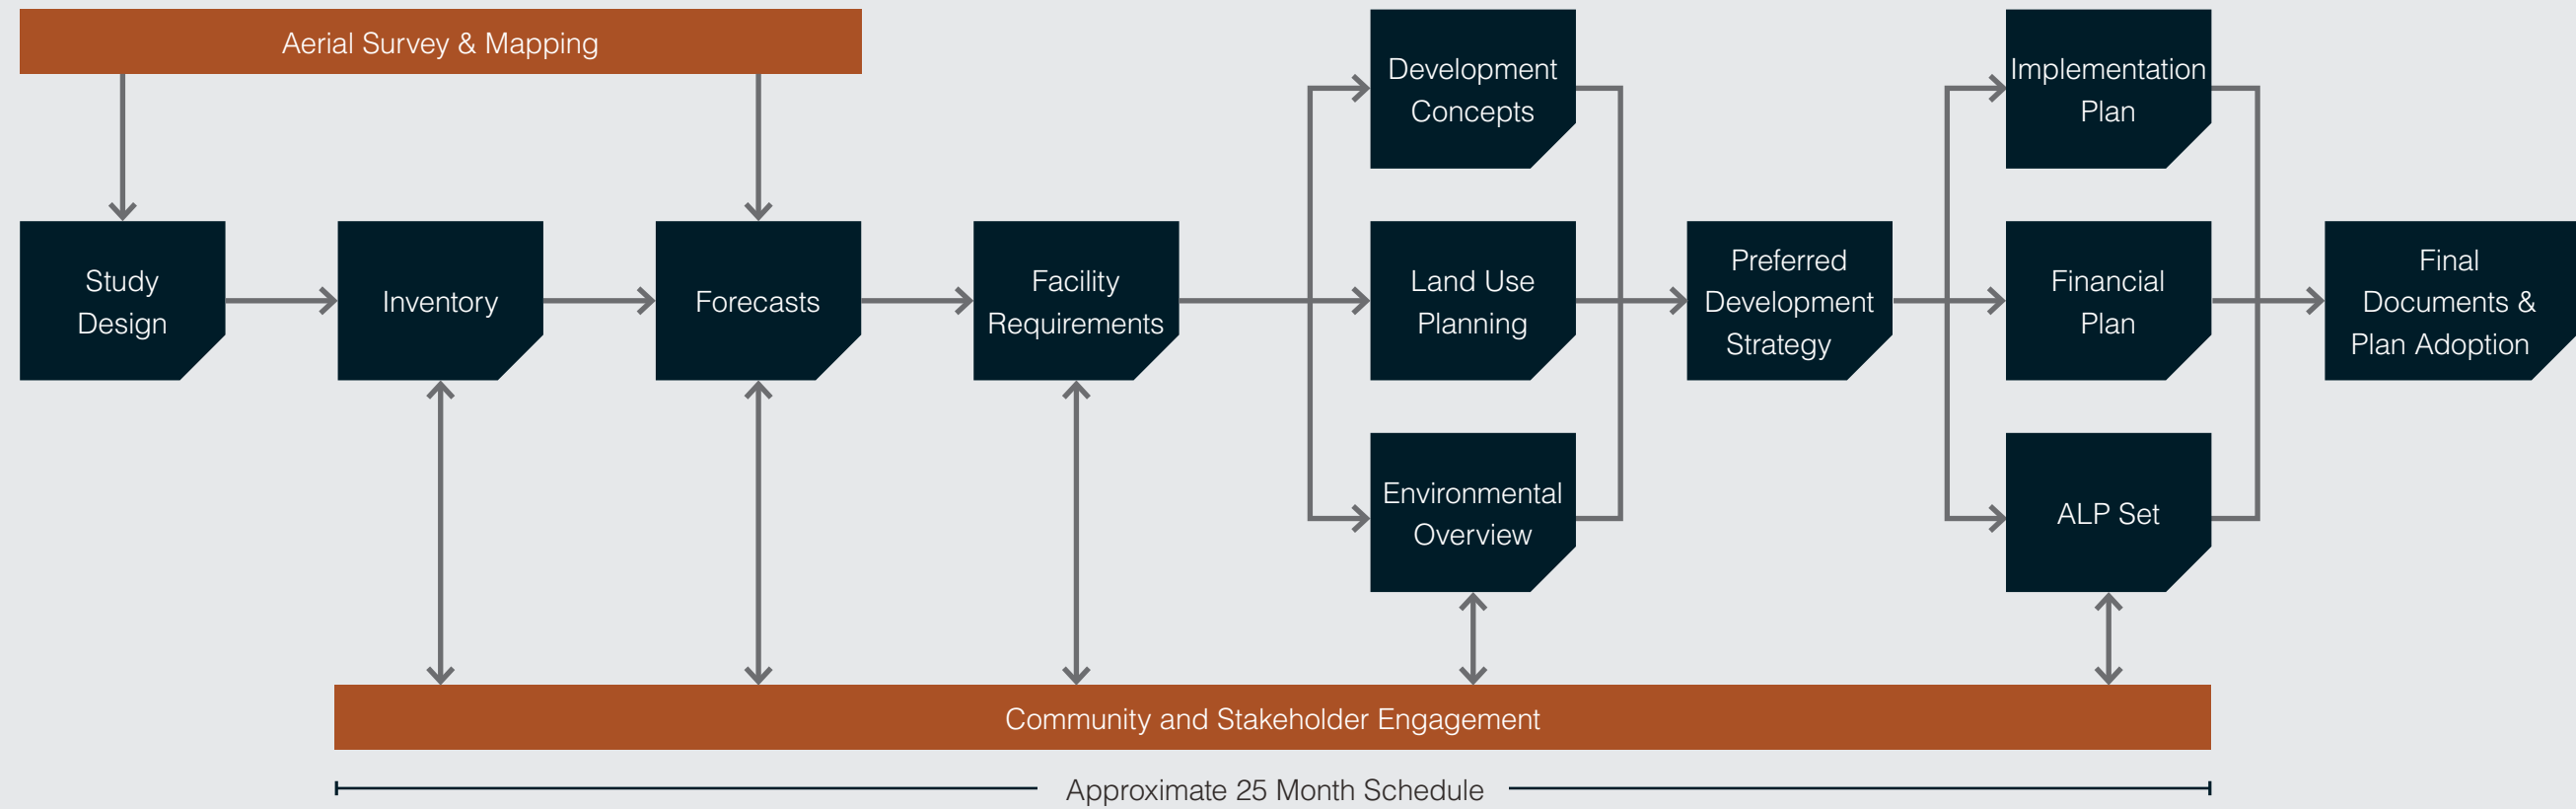 Aerial Survey & Mapping
Study
Design
Inventory
Forecasts
Facility
Requirements
Development
Concepts
Land Use
Planning
Environmental
Overview
Preferred
Development
Strategy
Implementation
Plan
Financial
Plan
ALP Set
Final
Documents &
Plan Adoption
Community and Stakeholder Engagement
Approximate 25 Month Schedule